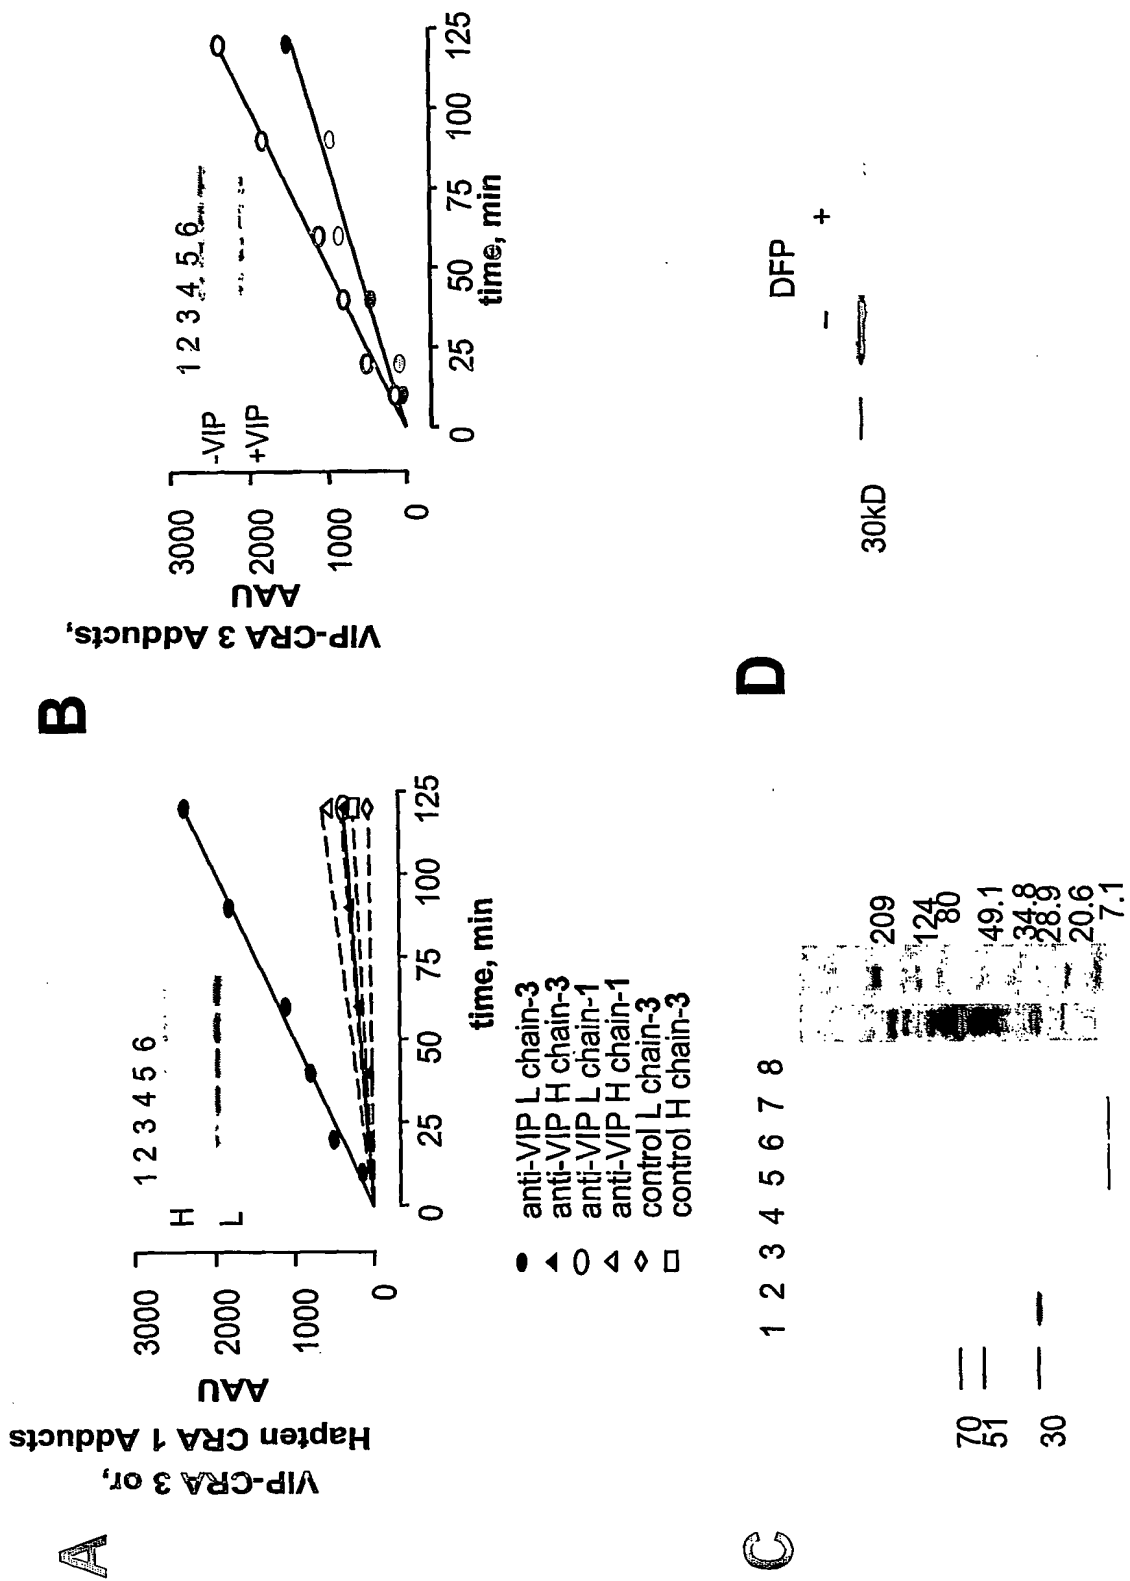 A
VIP-CRA 3 or,
Hapten CRA 1 Adducts
AAU
3000
2000
1000
0
H
L
1 2 3 4 5 6
0
25
50
75
100
125
time, min
anti-VIP L chain-3
anti-VIP H chain-3
anti-VIP L chain-1
anti-VIP H chain-1
control L chain-3
control H chain-3
B
VIP-CRA 3 Adducts,
AAU
3000
2000
1000
0
-VIP
+VIP
1 2 3 4 5 6
0
25
50
75
100
125
time, min
C
1 2 3 4 5 6 7 8
70
51
30
209
124
80
49.1
34.8
28.9
20.6
7.1
D
DFP
− +
30kD